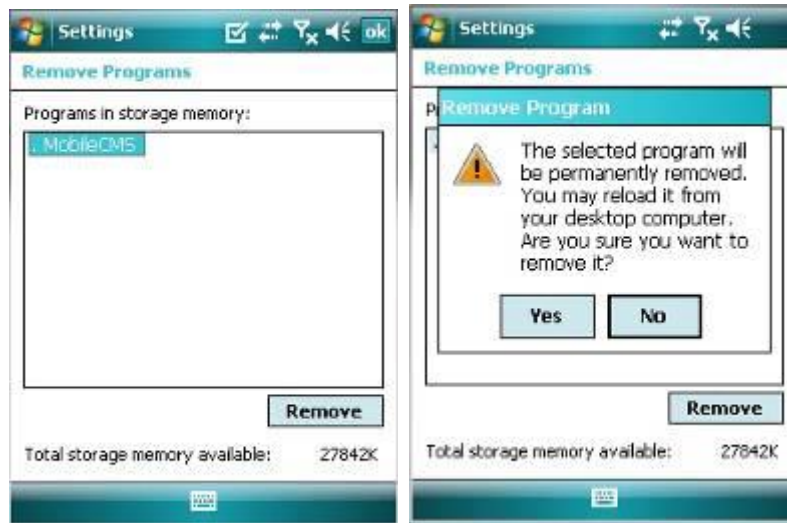 Settings
ok
Remove Programs
Programs in storage memory:
. MobileCMS
Remove
Total storage memory available: 27842K
Settings
Remove Programs
P
Remove Program
The selected program will
be permanently removed.
You may reload it from
your desktop computer.
Are you sure you want to
remove it?
Yes No
Remove
Total storage memory available: 27842K